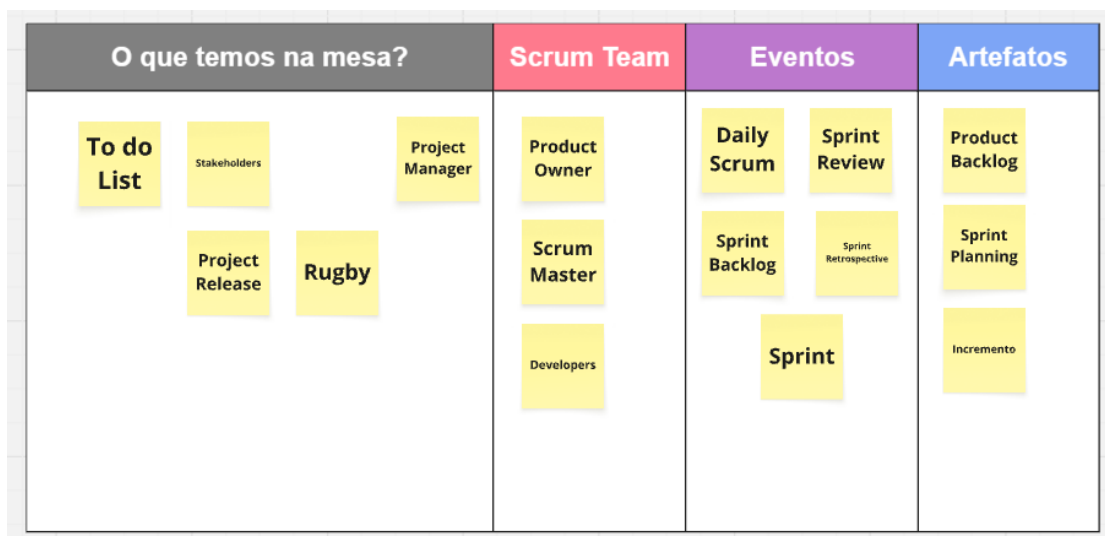 O que temos na mesa?
Scrum Team
Eventos
Artefatos
To do
List
Stakeholders
Project
Manager
Project
Release
Rugby
Product
Owner
Scrum
Master
Developers
Daily
Scrum
Sprint
Review
Sprint
Backlog
Sprint
Retrospective
Sprint
Product
Backlog
Sprint
Planning
Incremento